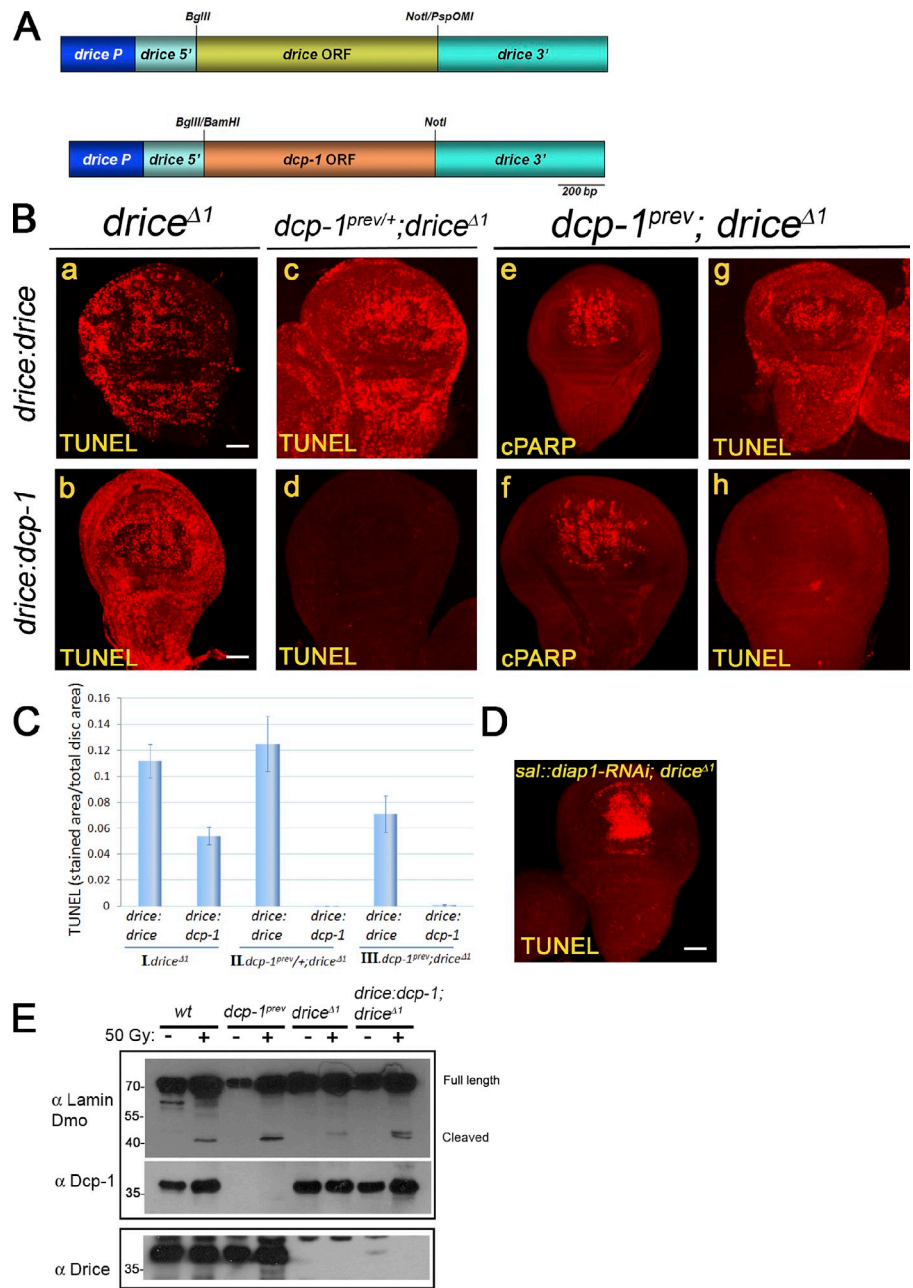 A
BglII NotI/PspOMI
drice P drice 5' drice ORF drice 3'
BglII/BamHI NotI
drice P drice 5' dcp-1 ORF drice 3'
200 bp
B
drice^Δ1 dcp-1^prev/+;drice^Δ1 dcp-1^prev; drice^Δ1
drice:drice
a
TUNEL
c
TUNEL
e
cPARP
g
TUNEL
drice:dcp-1
b
TUNEL
d
TUNEL
f
cPARP
h
TUNEL
C
TUNEL (stained area/total disc area)
0.16
0.14
0.12
0.10
0.08
0.06
0.04
0.02
0
drice: drice: drice: drice: drice: drice:
drice dcp-1 drice dcp-1 drice dcp-1
I.drice^Δ1 II.dcp-1^prev/+;drice^Δ1 III.dcp-1^prev;drice^Δ1
D
sal::diap1-RNAi; drice^Δ1
TUNEL
E
wt dcp-1^prev drice^Δ1 drice:dcp-1;
drice^Δ1
50 Gy: - + - + - + - +
α Lamin
Dmo
70-
55-
40-
Full length
Cleaved
α Dcp-1
35-
α Drice
35-